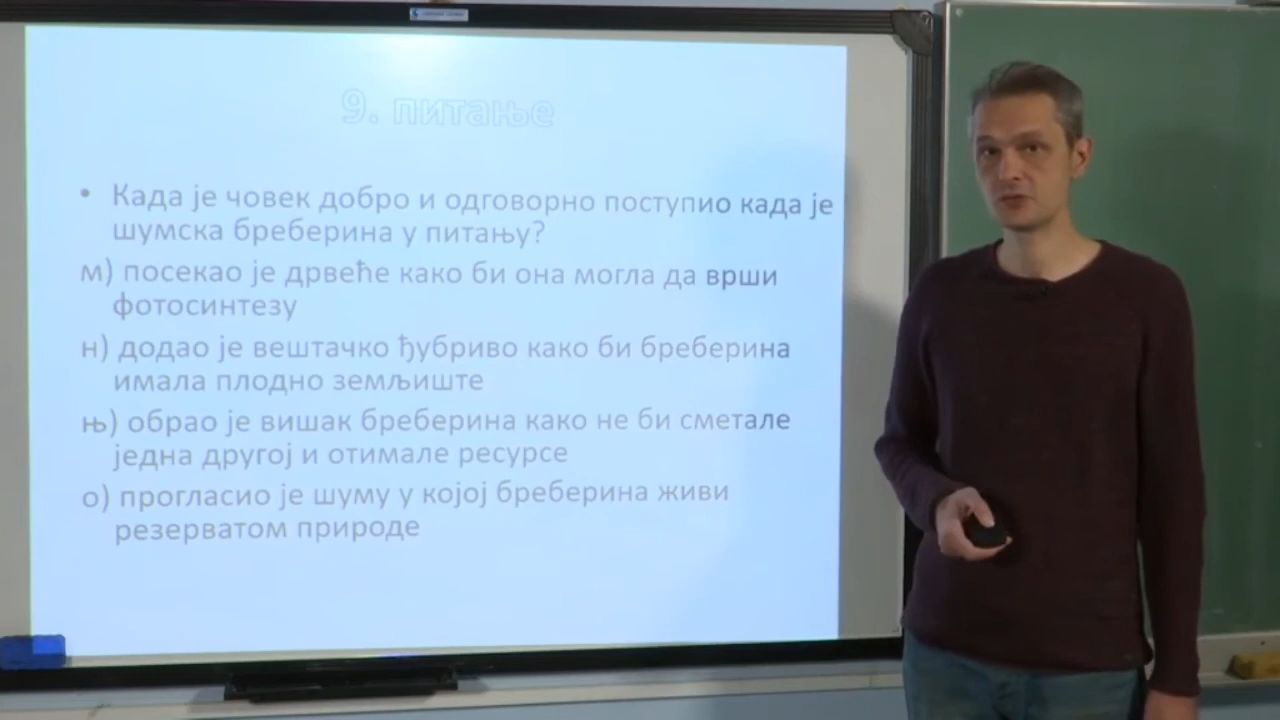 9. питање
• Када је човек добро и одговорно поступио када је
шумска бреберина у питању?
м) посекао је дрвеће како би она могла да врши
фотосинтезу
н) додао је вештачко ђубриво како би бреберина
имала плодно земљиште
њ) обрао је вишак бреберина како не би сметале
једна другој и отимале ресурсе
о) прогласио је шуму у којој бреберина живи
резерватом природе